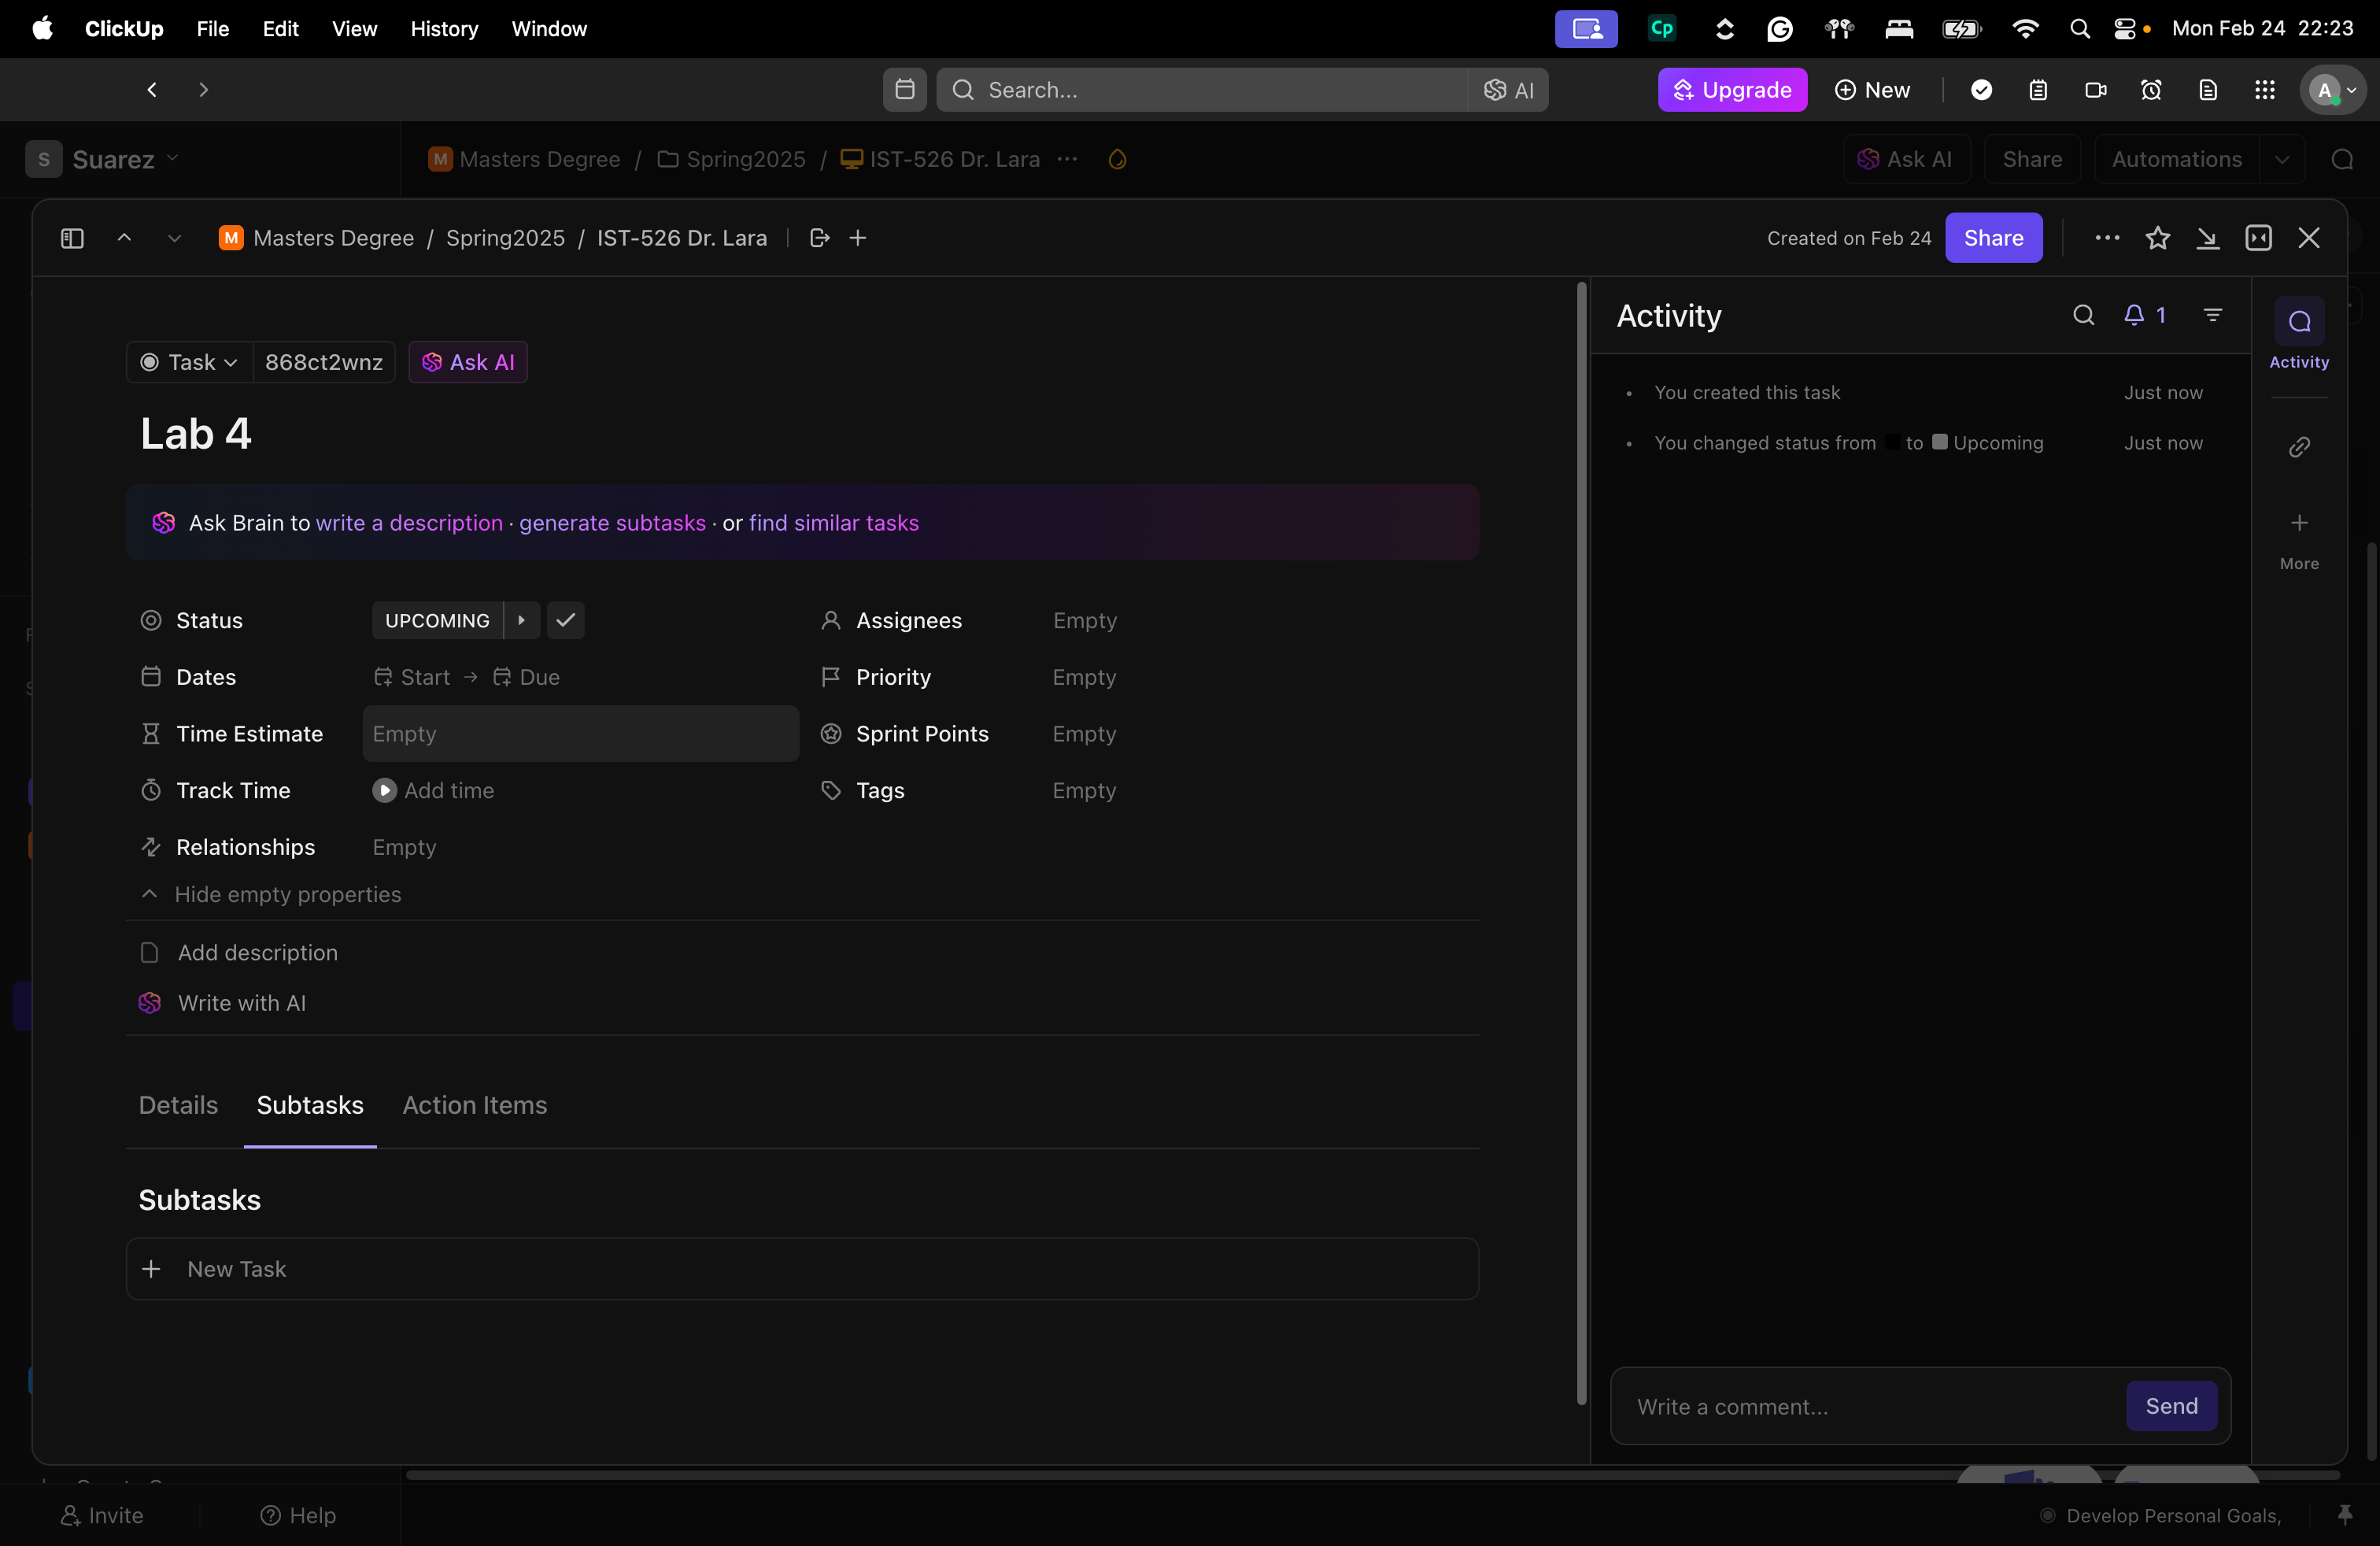 ClickUp File Edit View History Window Cp Mon Feb 24 22:23
Search... AI Upgrade New A
S Suarez M Masters Degree / Spring2025 / IST-526 Dr. Lara Ask AI Share Automations
M Masters Degree / Spring2025 / IST-526 Dr. Lara Created on Feb 24 Share
Activity 1
Activity
Task 868ct2wnz Ask AI
You created this task Just now
Lab 4
You changed status from to Upcoming Just now
Ask Brain to write a description · generate subtasks · or find similar tasks
More
Status UPCOMING Assignees Empty
Dates Start → Due Priority Empty
Time Estimate Empty Sprint Points Empty
Track Time Add time Tags Empty
Relationships Empty
Hide empty properties
Add description
Write with AI
Details Subtasks Action Items
Subtasks
New Task
Write a comment... Send
Invite Help Develop Personal Goals,